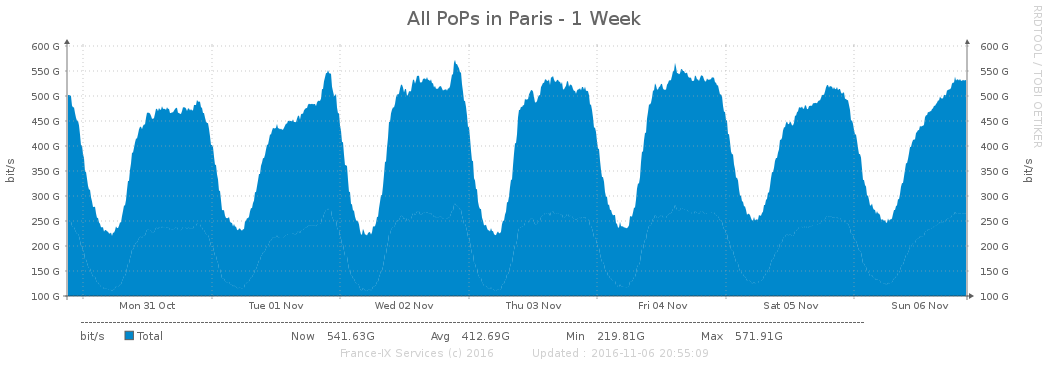 All PoPs in Paris - 1 Week
RRDTOOL / TOBI OETIKER
600 G 600 G
550 G 550 G
500 G 500 G
450 G 450 G
400 G 400 G
350 G 350 G
300 G 300 G
250 G 250 G
200 G 200 G
150 G 150 G
100 G 100 G
bit/s
bit/s
Mon 31 Oct Tue 01 Nov Wed 02 Nov Thu 03 Nov Fri 04 Nov Sat 05 Nov Sun 06 Nov
bit/s Total Now 541.63G Avg 412.69G Min 219.81G Max 571.91G
France-IX Services (c) 2016 Updated : 2016-11-06 20:55:09